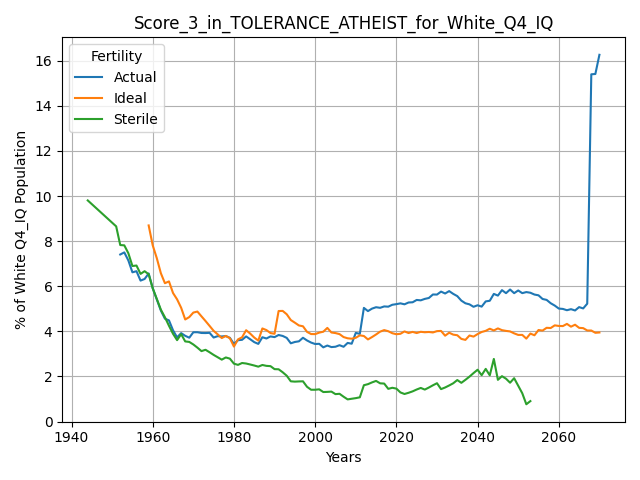 Score_3_in_TOLERANCE_ATHEIST_for_White_Q4_IQ
Fertility
Actual
Ideal
Sterile
% of White Q4_IQ Population
16
14
12
10
8
6
4
2
0
1940 1960 1980 2000 2020 2040 2060
Years